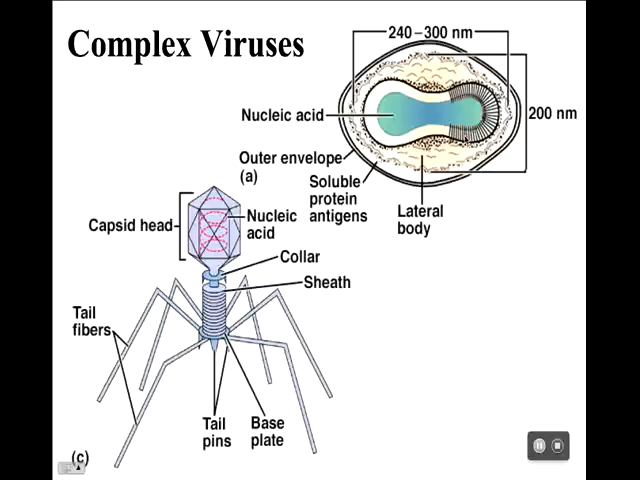 Complex Viruses
240–300 nm
Nucleic acid
200 nm
Outer envelope
(a)
Soluble
protein
antigens
Lateral
body
Capsid head
Nucleic
acid
Collar
Sheath
Tail
fibers
Tail
pins
Base
plate
(c)